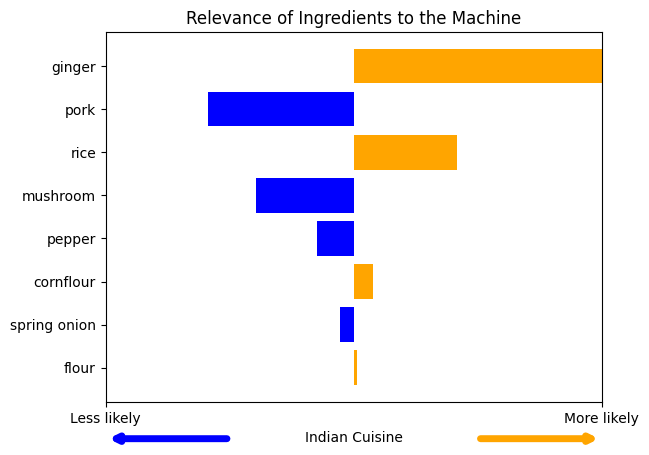 Relevance of Ingredients to the Machine
ginger
pork
rice
mushroom
pepper
cornflour
spring onion
flour
Less likely
More likely
Indian Cuisine